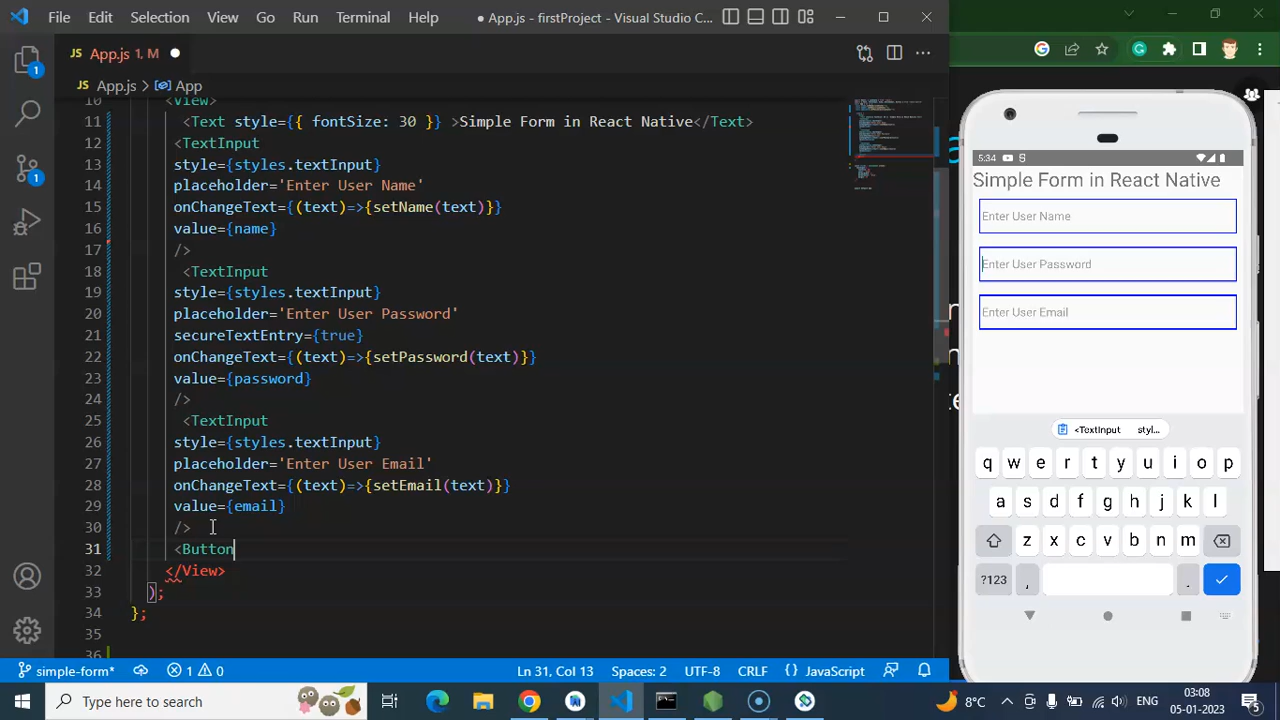 File Edit Selection View Go Run Terminal Help ● App.js - firstProject - Visual Studio C...
JS App.js 1, M ●
JS App.js > App
10 <View>
11 <Text style={{ fontSize: 30 }} >Simple Form in React Native</Text>
12 <TextInput
13 style={styles.textInput}
14 placeholder='Enter User Name'
15 onChangeText={(text)=>{setName(text)}}
16 value={name}
17 />
18 <TextInput
19 style={styles.textInput}
20 placeholder='Enter User Password'
21 secureTextEntry={true}
22 onChangeText={(text)=>{setPassword(text)}}
23 value={password}
24 />
25 <TextInput
26 style={styles.textInput}
27 placeholder='Enter User Email'
28 onChangeText={(text)=>{setEmail(text)}}
29 value={email}
30 />
31 <Button
32 </View>
33 );
34 };
35
36
1
1
simple-form* 1 0 Ln 31, Col 13 Spaces: 2 UTF-8 CRLF {} JavaScript
5:34
Simple Form in React Native
Enter User Name
Enter User Password
Enter User Email
<TextInput styl...
q w e r t y u i o p
a s d f g h j k l
z x c v b n m
?123 , .
Type here to search
8°C ENG 03:08
05-01-2023 5